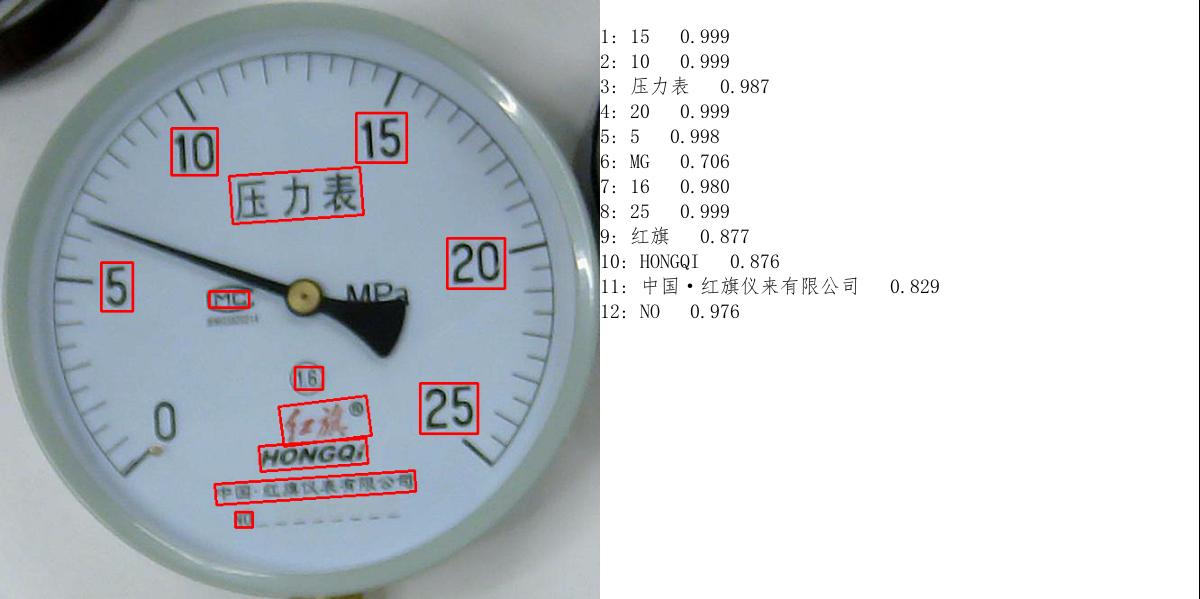 10
15
压力表
20
5
MC
MPa
1.6
0
25
红旗®
HONGQi
中国·红旗仪表有限公司
NO
1: 15 0.999
2: 10 0.999
3: 压力表 0.987
4: 20 0.999
5: 5 0.998
6: MG 0.706
7: 16 0.980
8: 25 0.999
9: 红旗 0.877
10: HONGQI 0.876
11: 中国·红旗仪来有限公司 0.829
12: NO 0.976